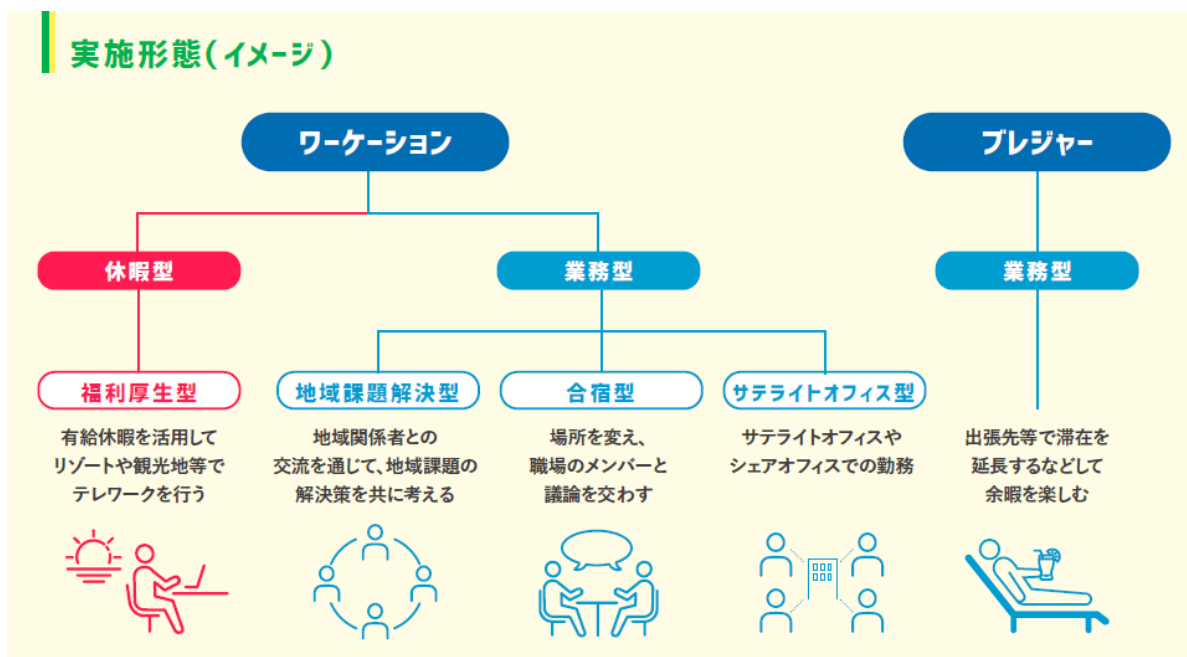 実施形態(イメージ)
ワーケーション
ブレジャー
休暇型
業務型
業務型
福利厚生型
有給休暇を活用して
リゾートや観光地等で
テレワークを行う
地域課題解決型
地域関係者との
交流を通じて、地域課題の
解決策を共に考える
合宿型
場所を変え、
職場のメンバーと
議論を交わす
サテライトオフィス型
サテライトオフィスや
シェアオフィスでの勤務
出張先等で滞在を
延長するなどして
余暇を楽しむ